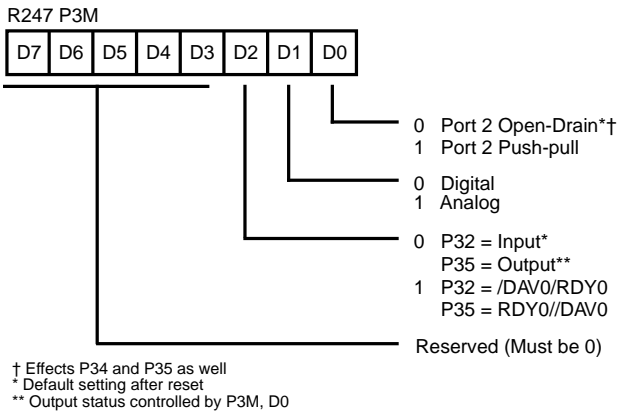 R247 P3M
D7 D6 D5 D4 D3 D2 D1 D0
0 Port 2 Open-Drain*†
1 Port 2 Push-pull
0 Digital
1 Analog
0 P32 = Input*
P35 = Output**
1 P32 = /DAV0/RDY0
P35 = RDY0//DAV0
Reserved (Must be 0)
† Effects P34 and P35 as well
* Default setting after reset
** Output status controlled by P3M, D0